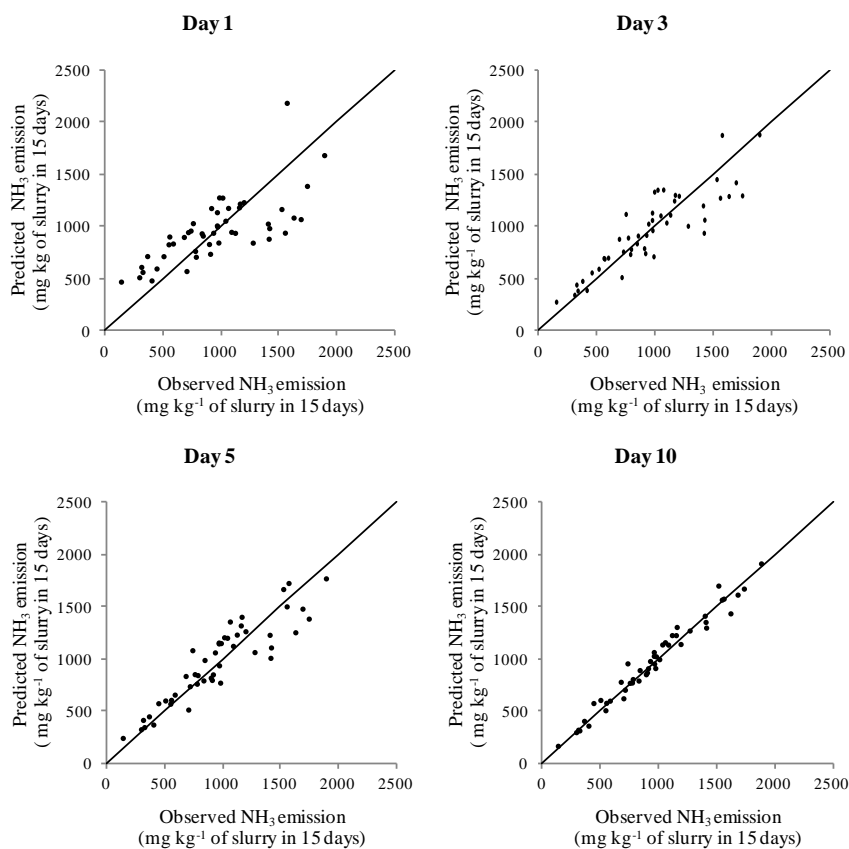 Day 1
Predicted NH3 emission
(mg kg of slurry in 15 days)
2500
2000
1500
1000
500
0
0 500 1000 1500 2000 2500
Observed NH3 emission
(mg kg-1 of slurry in 15 days)
Day 3
Predicted NH3 emission
(mg kg-1 of slurry in 15 days)
2500
2000
1500
1000
500
0
0 500 1000 1500 2000 2500
Observed NH3 emission
(mg kg-1 of slurry in 15 days)
Day 5
Predicted NH3 emission
( mg kg-1 of slurry in 15 days)
2500
2000
1500
1000
500
0
0 500 1000 1500 2000 2500
Observed NH3 emission
(mg kg-1 of slurry in 15 days)
Day 10
Predicted NH3 emission
( mg kg-1 of slurry in 15 days)
2500
2000
1500
1000
500
0
0 500 1000 1500 2000 2500
Observed NH3 emission
(mg kg-1 of slurry in 15 days)